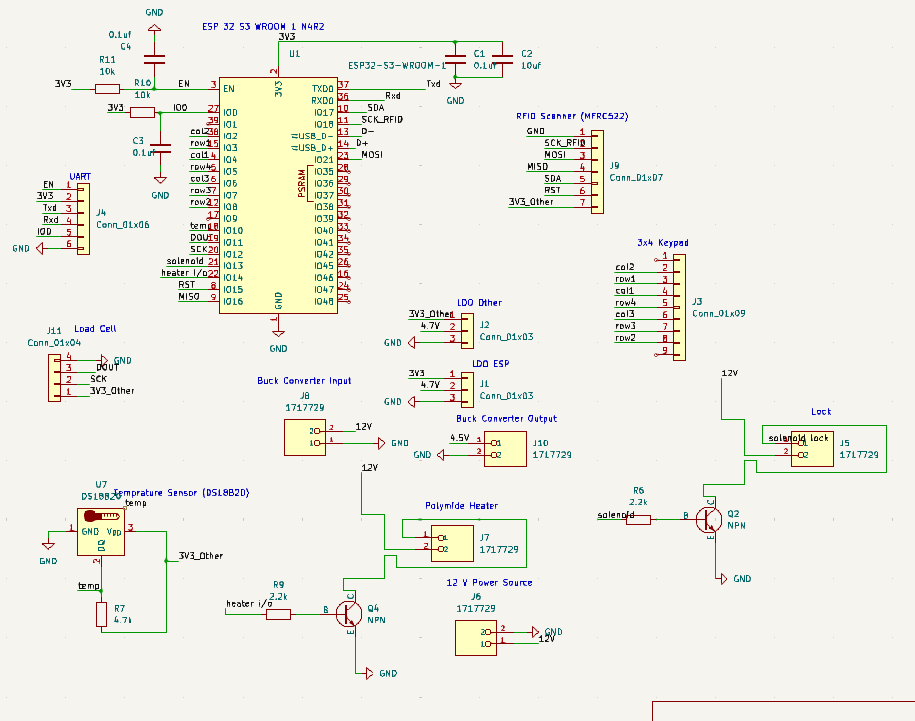 GND
ESP 32 S3 WROOM 1 N4R2
0.1uf
C4
3V3
U1
ESP32-S3-WROOM-1
C1
0.1uf
C2
10uf
GND
R11
10k
3V3
EN
R10
10k
3V3
IO0
C3
0.1uf
GND
2
3V3
3 EN
27 IO0
39 IO1
col2 38 IO2
row1 15 IO3
col1 4 IO4
row4 5 IO5
col3 6 IO6
row3 7 IO7
row2 12 IO8
17 IO9
temp 18 IO10
DOUT 19 IO11
SCK 20 IO12
solenoid 21 IO13
heater i/o 22 IO14
RST 8 IO15
MISO 9 IO16
TXD0 37 Txd
RXD0 36 Rxd
IO17 10 SDA
IO18 11 SCK_RFID
USB_D- 13 D-
USB_D+ 14 D+
IO21 23 MOSI
IO35 28
IO36 29
IO37 30
IO38 31
IO39 32
IO40 33
IO41 34
IO42 35
IO45 26
IO46 16
IO47 24
IO48 25
PSRAM
GND
1
GND
UART
EN 1
3V3 2
Txd 3
Rxd 4
IO0 5
GND 6
J4
Conn_01x06
RFID Scanner (MFRC522)
GND 1
SCK_RFID 2
MOSI 3
MISO 4
SDA 5
RST 6
3V3_Other 7
J9
Conn_01x07
3x4 Keypad
1
col2 2
row1 3
col1 4
row4 5
col3 6
row3 7
row2 8
9
J3
Conn_01x09
Load Cell
J11
Conn_01x04
4 GND
3 DOUT
2 SCK
1 3V3_Other
LDO Other
3V3_Other 1
4.7V 2
GND 3
J2
Conn_01x03
LDO ESP
3V3 1
4.7V 2
GND 3
J1
Conn_01x03
Buck Converter Input
J8
1717729
2 2 12V
1 1 GND
Buck Converter Output
4.5V 1 1
GND 2 2
J10
1717729
12V
Lock
solenoid lock
1 1
2 2
J5
1717729
R6
2.2k
solenoid
B
C
E
Q2
NPN
GND
Temprature Sensor (DS18B20)
U7
DS18B20
temp
1 GND
VDD 3
DQ
2
GND
3V3_Other
temp
R7
4.7k
12V
Polymide Heater
1 1
2 2
J7
1717729
R9
2.2k
heater i/o
B
C
E
Q4
NPN
GND
12 V Power Source
J6
1717729
2 2 GND
1 1 12V